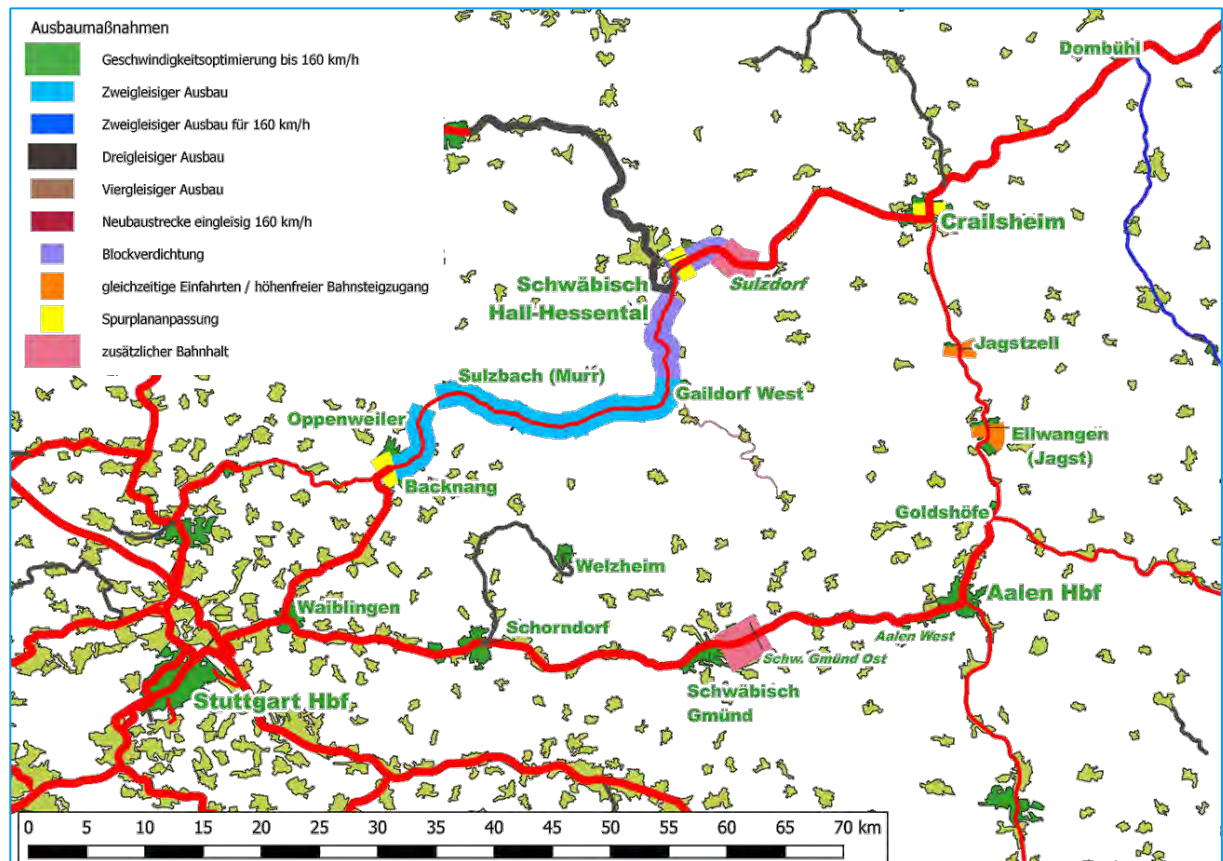 Ausbaumaßnahmen
Geschwindigkeitsoptimierung bis 160 km/h
Zweigleisiger Ausbau
Zweigleisiger Ausbau für 160 km/h
Dreigleisiger Ausbau
Viergleisiger Ausbau
Neubaustrecke eingleisig 160 km/h
Blockverdichtung
gleichzeitige Einfahrten / höhenfreier Bahnsteigzugang
Spurplananpassung
zusätzlicher Bahnhalt
Dombühl
Crailsheim
Schwäbisch
Hall-Hessental
Sulzdorf
Jagstzell
Sulzbach (Murr)
Gaildorf West
Oppenweiler
Ellwangen
(Jagst)
Backnang
Goldshöfe
Welzheim
Aalen Hbf
Waiblingen
Schorndorf
Aalen West
Schw. Gmünd Ost
Stuttgart Hbf
Schwäbisch
Gmünd
0 5 10 15 20 25 30 35 40 45 50 55 60 65 70 km